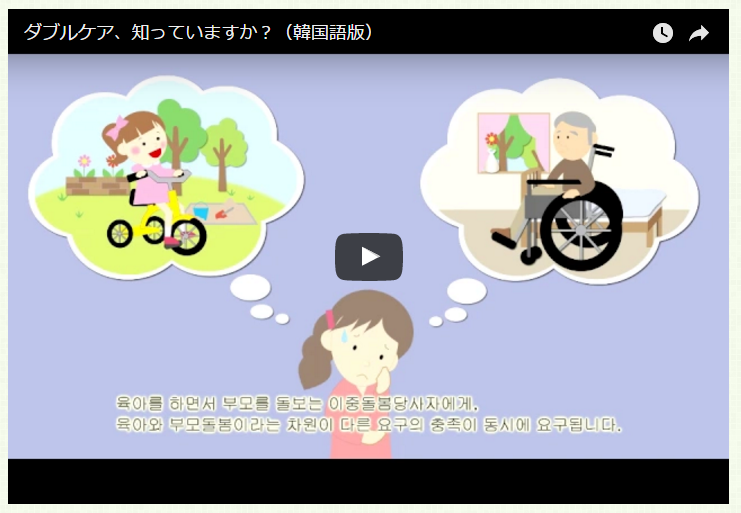 ダブルケア、知っていますか？（韓国語版）
육아를 하면서 부모를 돌보는 이중돌봄당사자에게,
육아와 부모돌봄이라는 차원이 다른 요구의 충족이 동시에 요구됩니다.